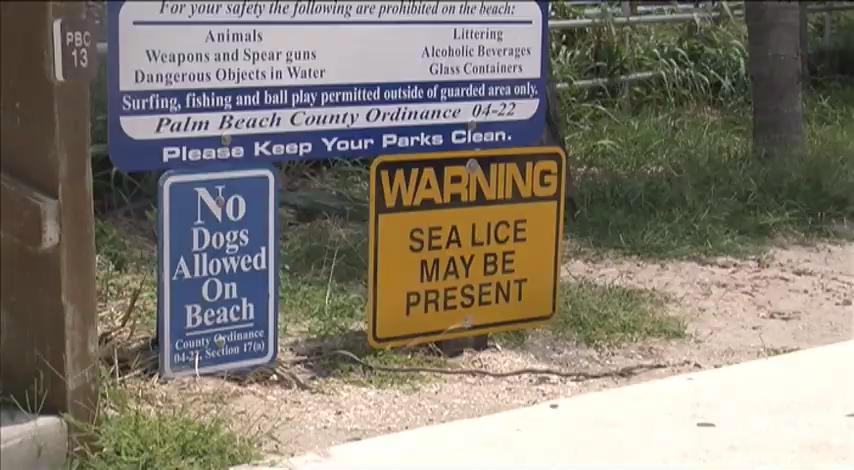 PBC
13
For your safety the following are prohibited on the beach:
Animals
Weapons and Spear guns
Dangerous Objects in Water
Littering
Alcoholic Beverages
Glass Containers
Surfing, fishing and ball play permitted outside of guarded area only.
Palm Beach County Ordinance 04-22
Please Keep Your Parks Clean.
No
Dogs
Allowed
On
Beach
County Ordinance
Section 17(a)
WARNING
SEA LICE
MAY BE
PRESENT